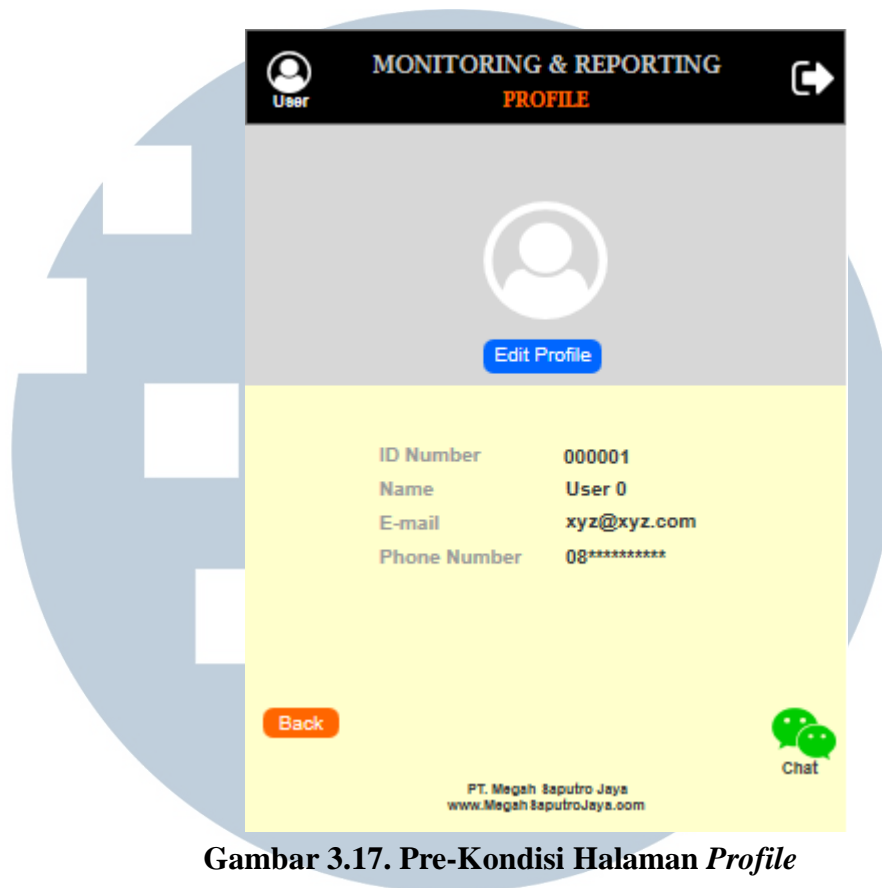 MONITORING & REPORTING
User
PROFILE
Edit Profile
ID Number 000001
Name User 0
E-mail xyz@xyz.com
Phone Number 08**********
Back
Chat
PT. Megah Saputro Jaya
www.MegahSaputroJaya.com
Gambar 3.17. Pre-Kondisi Halaman Profile